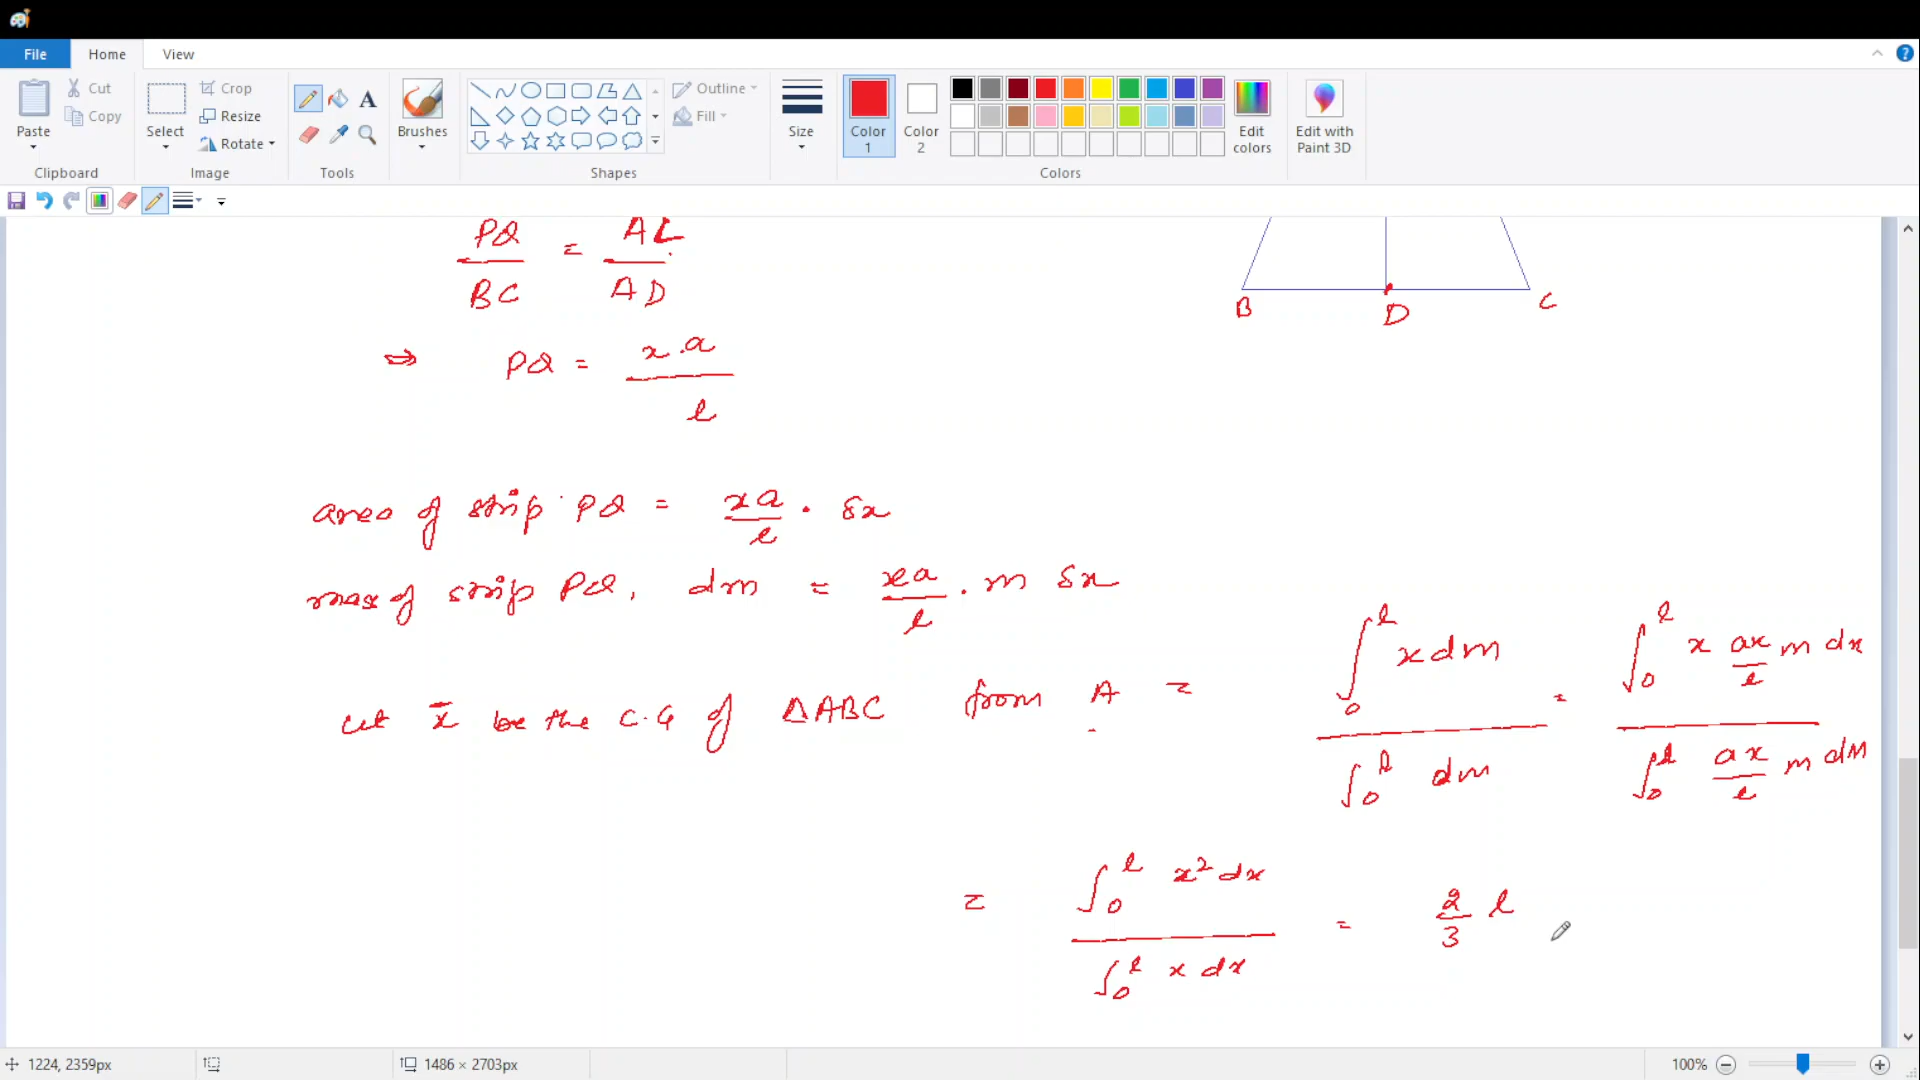 File Home View
Paste
Cut
Copy
Clipboard
Select
Crop
Resize
Rotate
Image
A
Tools
Brushes
Shapes
Outline
Fill
Size
Color 1
Color 2
Edit colors
Edit with Paint 3D
Colors
PQ/BC = AL/AD
B D C
⇒ PQ = x.a/l
area of strip PQ = xa/l . δx
mass of strip PQ, dm = xa/l . m δx
Let x̄ be the C.G of ΔABC from A = ∫₀ˡ x dm / ∫₀ˡ dm = ∫₀ˡ x ax/l m dx / ∫₀ˡ ax/l m dM
= ∫₀ˡ x² dx / ∫₀ˡ x dx = 2/3 l
1224, 2359px
1486 × 2703px
100%